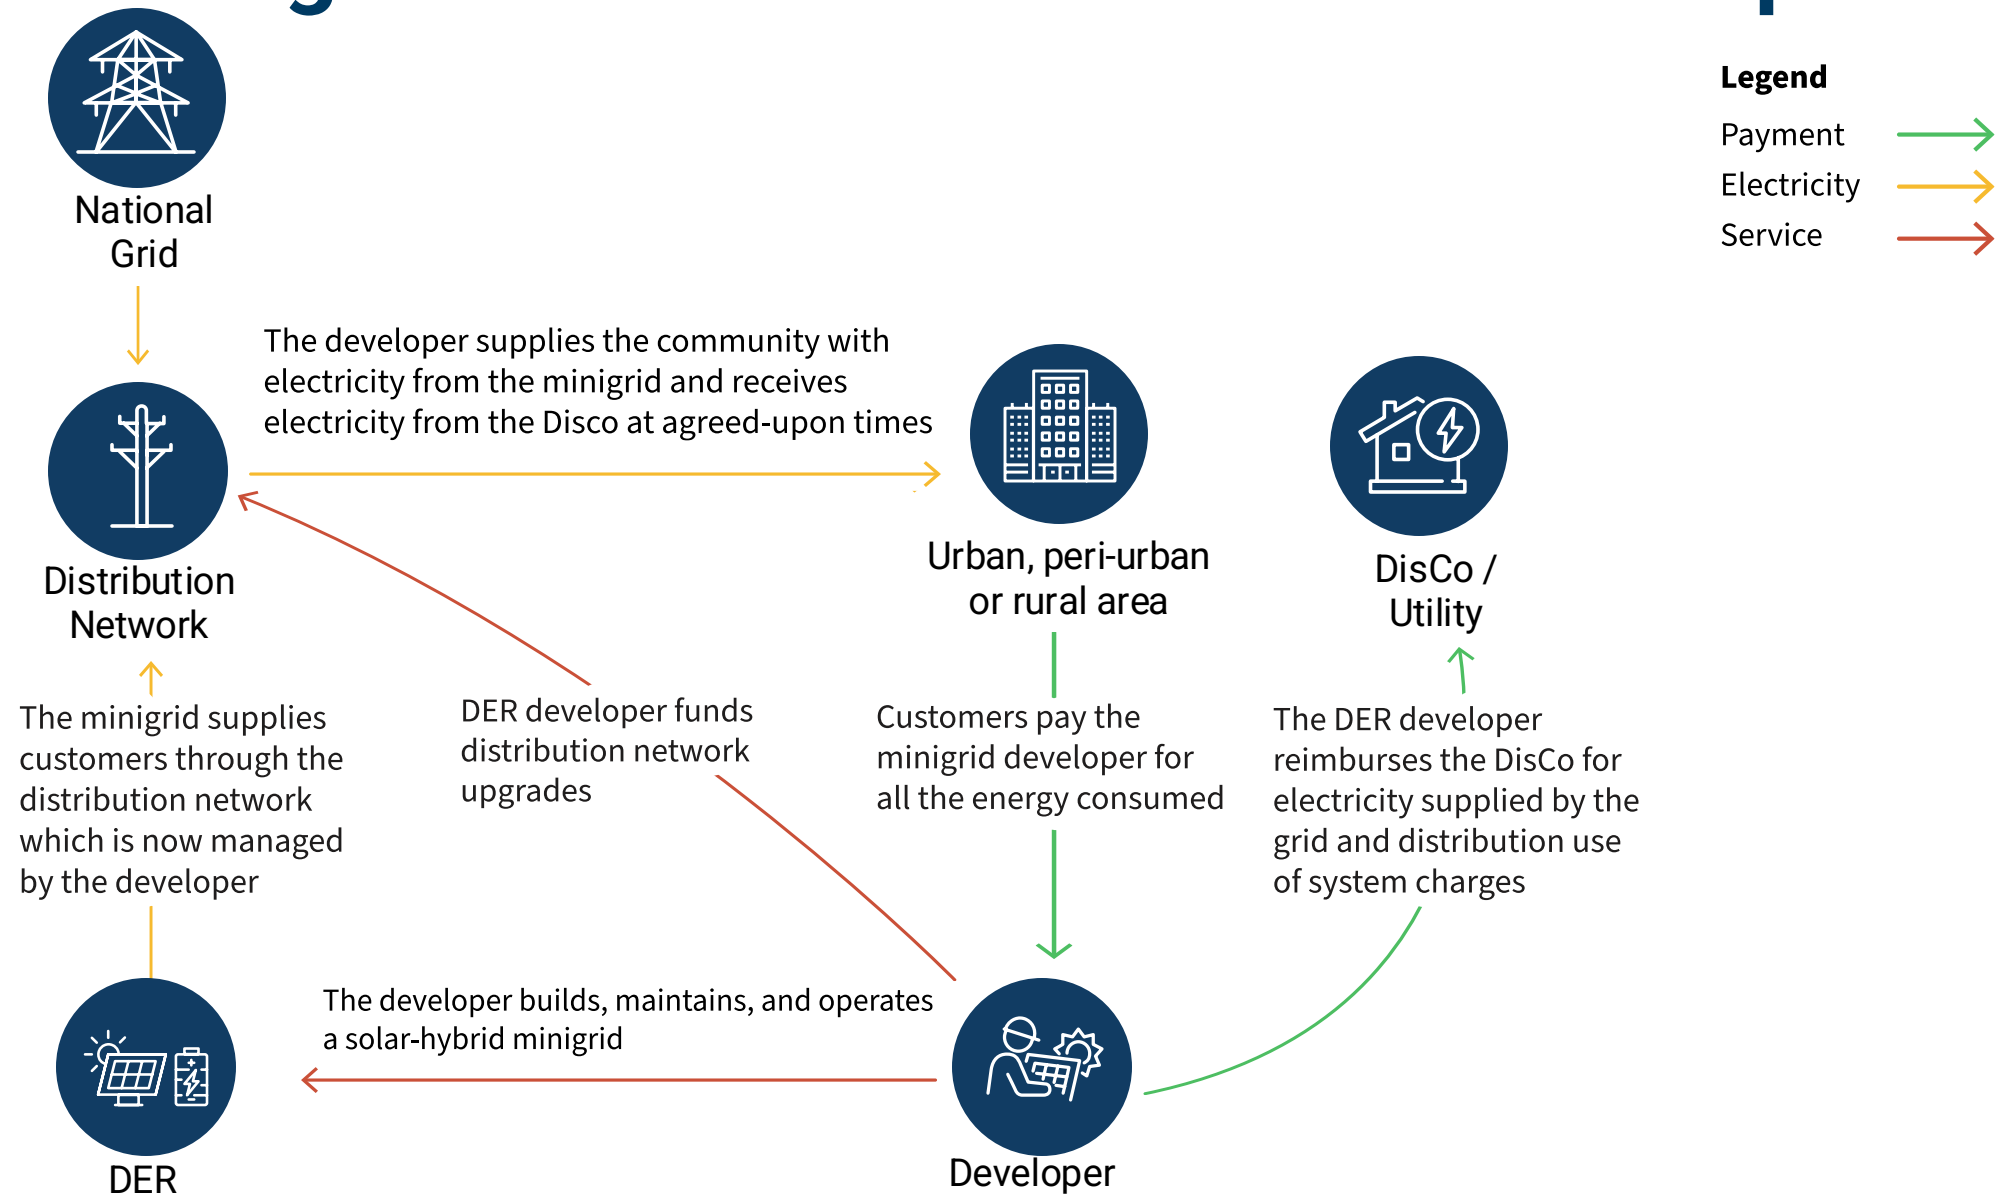 Legend
Payment
Electricity
Service
National
Grid
The developer supplies the community with
electricity from the minigrid and receives
electricity from the Disco at agreed-upon times
Distribution
Network
Urban, peri-urban
or rural area
DisCo /
Utility
The minigrid supplies
customers through the
distribution network
which is now managed
by the developer
DER developer funds
distribution network
upgrades
Customers pay the
minigrid developer for
all the energy consumed
The DER developer
reimburses the DisCo for
electricity supplied by the
grid and distribution use
of system charges
The developer builds, maintains, and operates
a solar-hybrid minigrid
DER
Developer